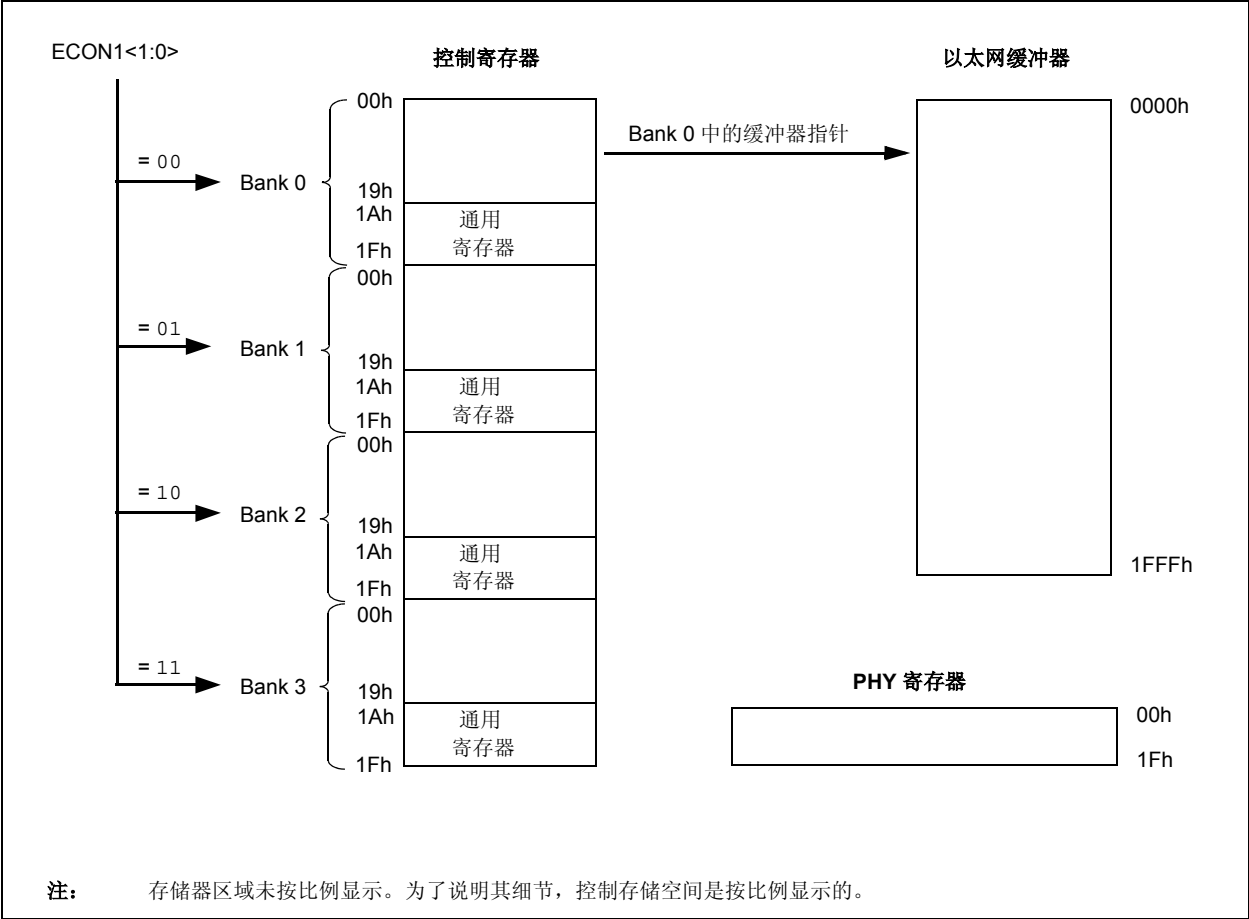 ECON1<1:0>
控制寄存器
以太网缓冲器
= 00
Bank 0
00h
19h
1Ah
1Fh
通用
寄存器
Bank 0 中的缓冲器指针
0000h
1FFFh
= 01
Bank 1
00h
19h
1Ah
1Fh
通用
寄存器
= 10
Bank 2
00h
19h
1Ah
1Fh
通用
寄存器
= 11
Bank 3
00h
19h
1Ah
1Fh
通用
寄存器
PHY 寄存器
00h
1Fh
注： 存储器区域未按比例显示。为了说明其细节，控制存储空间是按比例显示的。